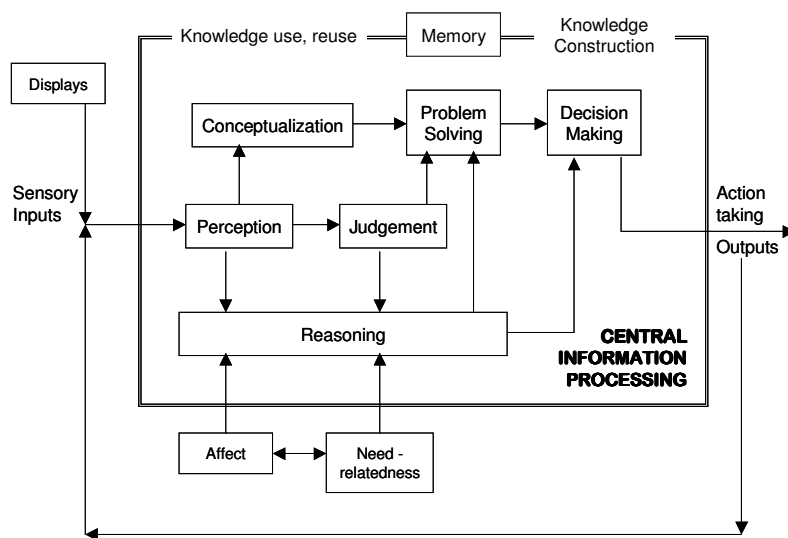 Knowledge use, reuse
Memory
Knowledge
Construction
Displays
Conceptualization
Problem
Solving
Decision
Making
Sensory
Inputs
Perception
Judgement
Action
taking
Outputs
Reasoning
CENTRAL
INFORMATION
PROCESSING
Affect
Need -
relatedness